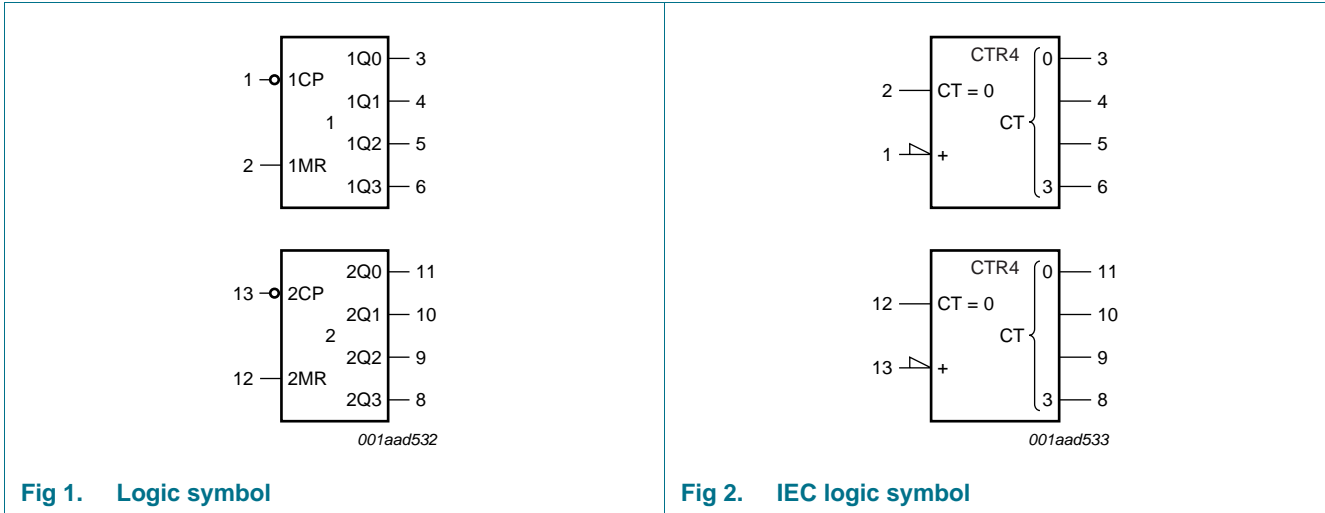 1Q0 3
1 1CP
1Q1 4
1
1Q2 5
2 1MR
1Q3 6
2Q0 11
13 2CP
2Q1 10
2
2Q2 9
12 2MR
2Q3 8
001aad532
Fig 1. Logic symbol
CTR4 0 3
2 CT = 0
4
CT
5
1 +
3 6
CTR4 0 11
12 CT = 0
10
CT
9
13 +
3 8
001aad533
Fig 2. IEC logic symbol